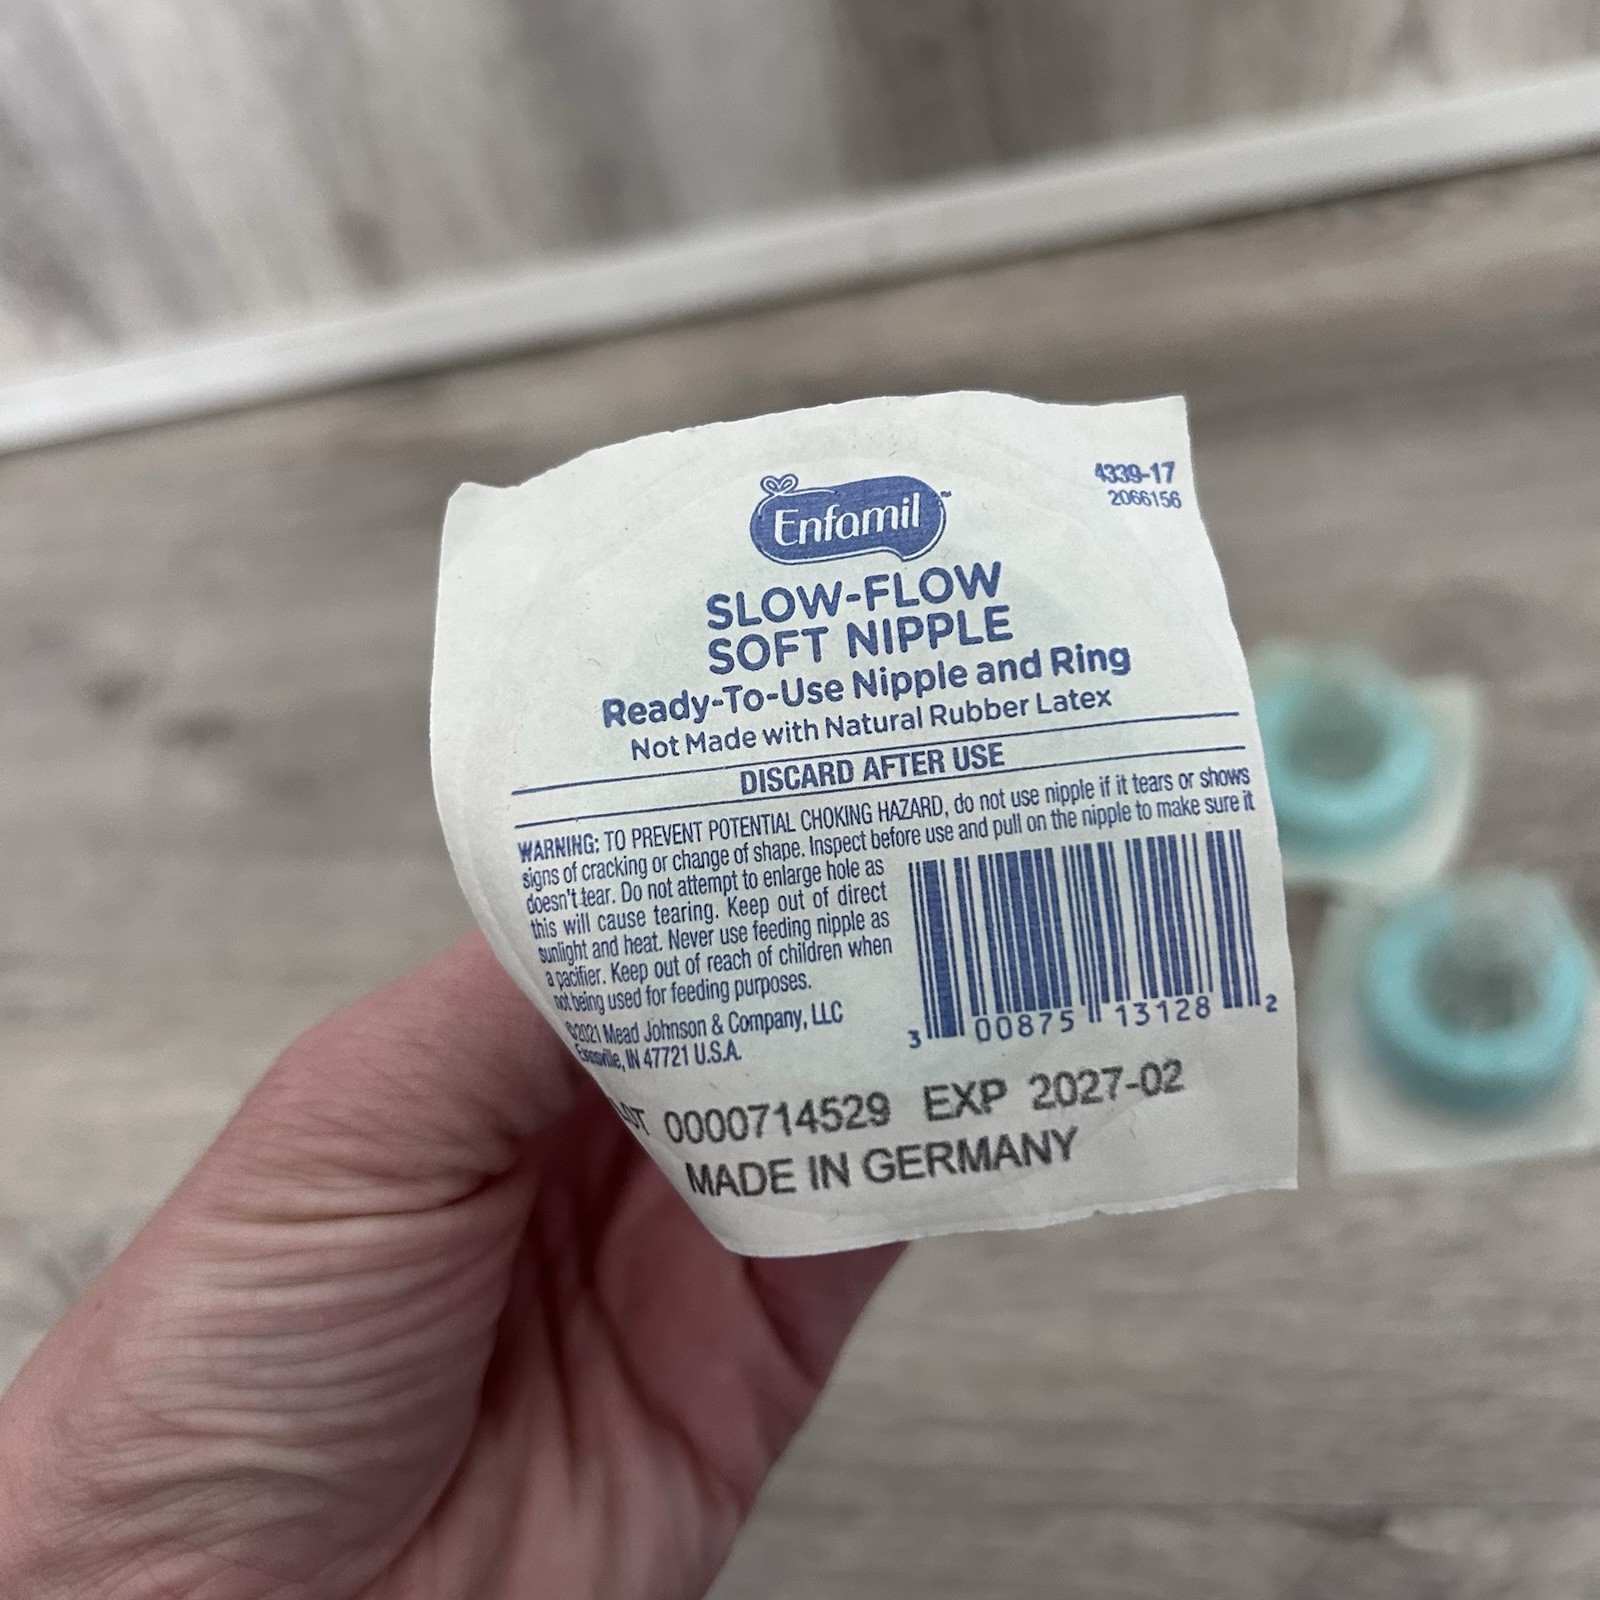 Enfamil™
4339-17
2066156
SLOW-FLOW
SOFT NIPPLE
Ready-To-Use Nipple and Ring
Not Made with Natural Rubber Latex
DISCARD AFTER USE
WARNING: TO PREVENT POTENTIAL CHOKING HAZARD, do not use nipple if it tears or shows
signs of cracking or change of shape. Inspect before use and pull on the nipple to make sure it
doesn't tear. Do not attempt to enlarge hole as
this will cause tearing. Keep out of direct
sunlight and heat. Never use feeding nipple as
a pacifier. Keep out of reach of children when
not being used for feeding purposes.
©2021 Mead Johnson & Company, LLC
Evansville, IN 47721 U.S.A.
3 00875 13128 2
LOT 0000714529 EXP 2027-02
MADE IN GERMANY